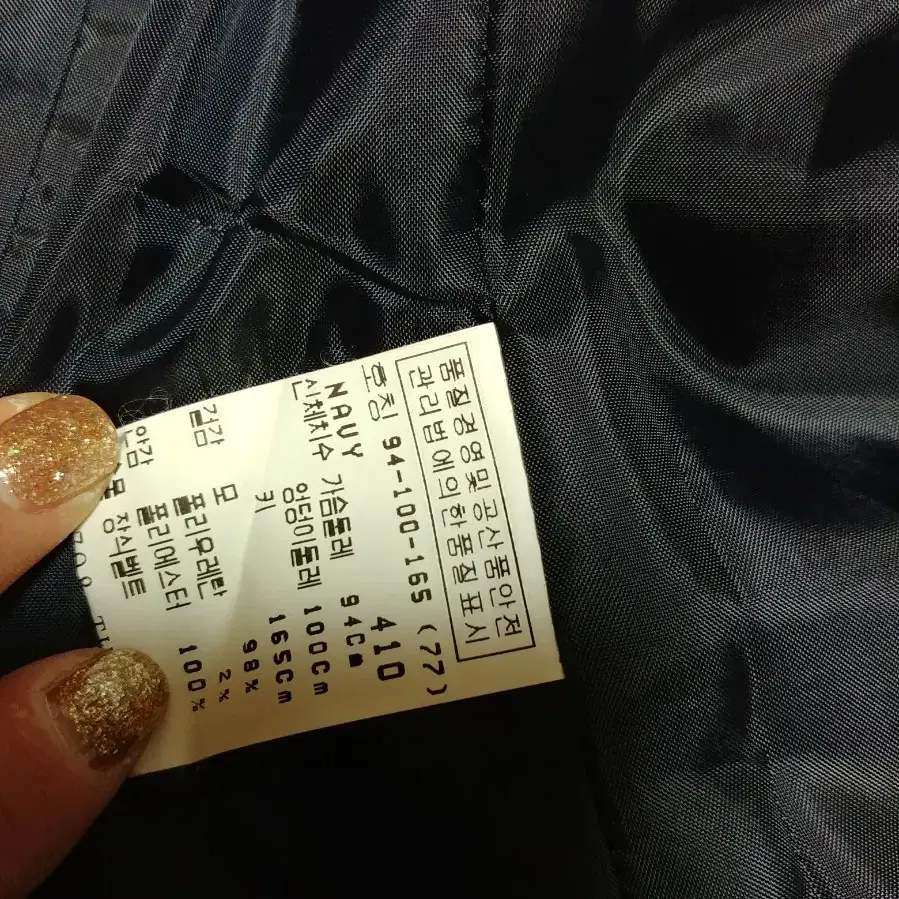 품질경영및공산품안전
관리법에의한품질표시
호칭 94-100-165 (77)
NAVY 410
신체치수 가슴둘레 94Cm
엉덩이둘레 100Cm
키 165Cm
겉감 모 98%
폴리우레탄 2%
안감 폴리에스터 100%
장식벨트